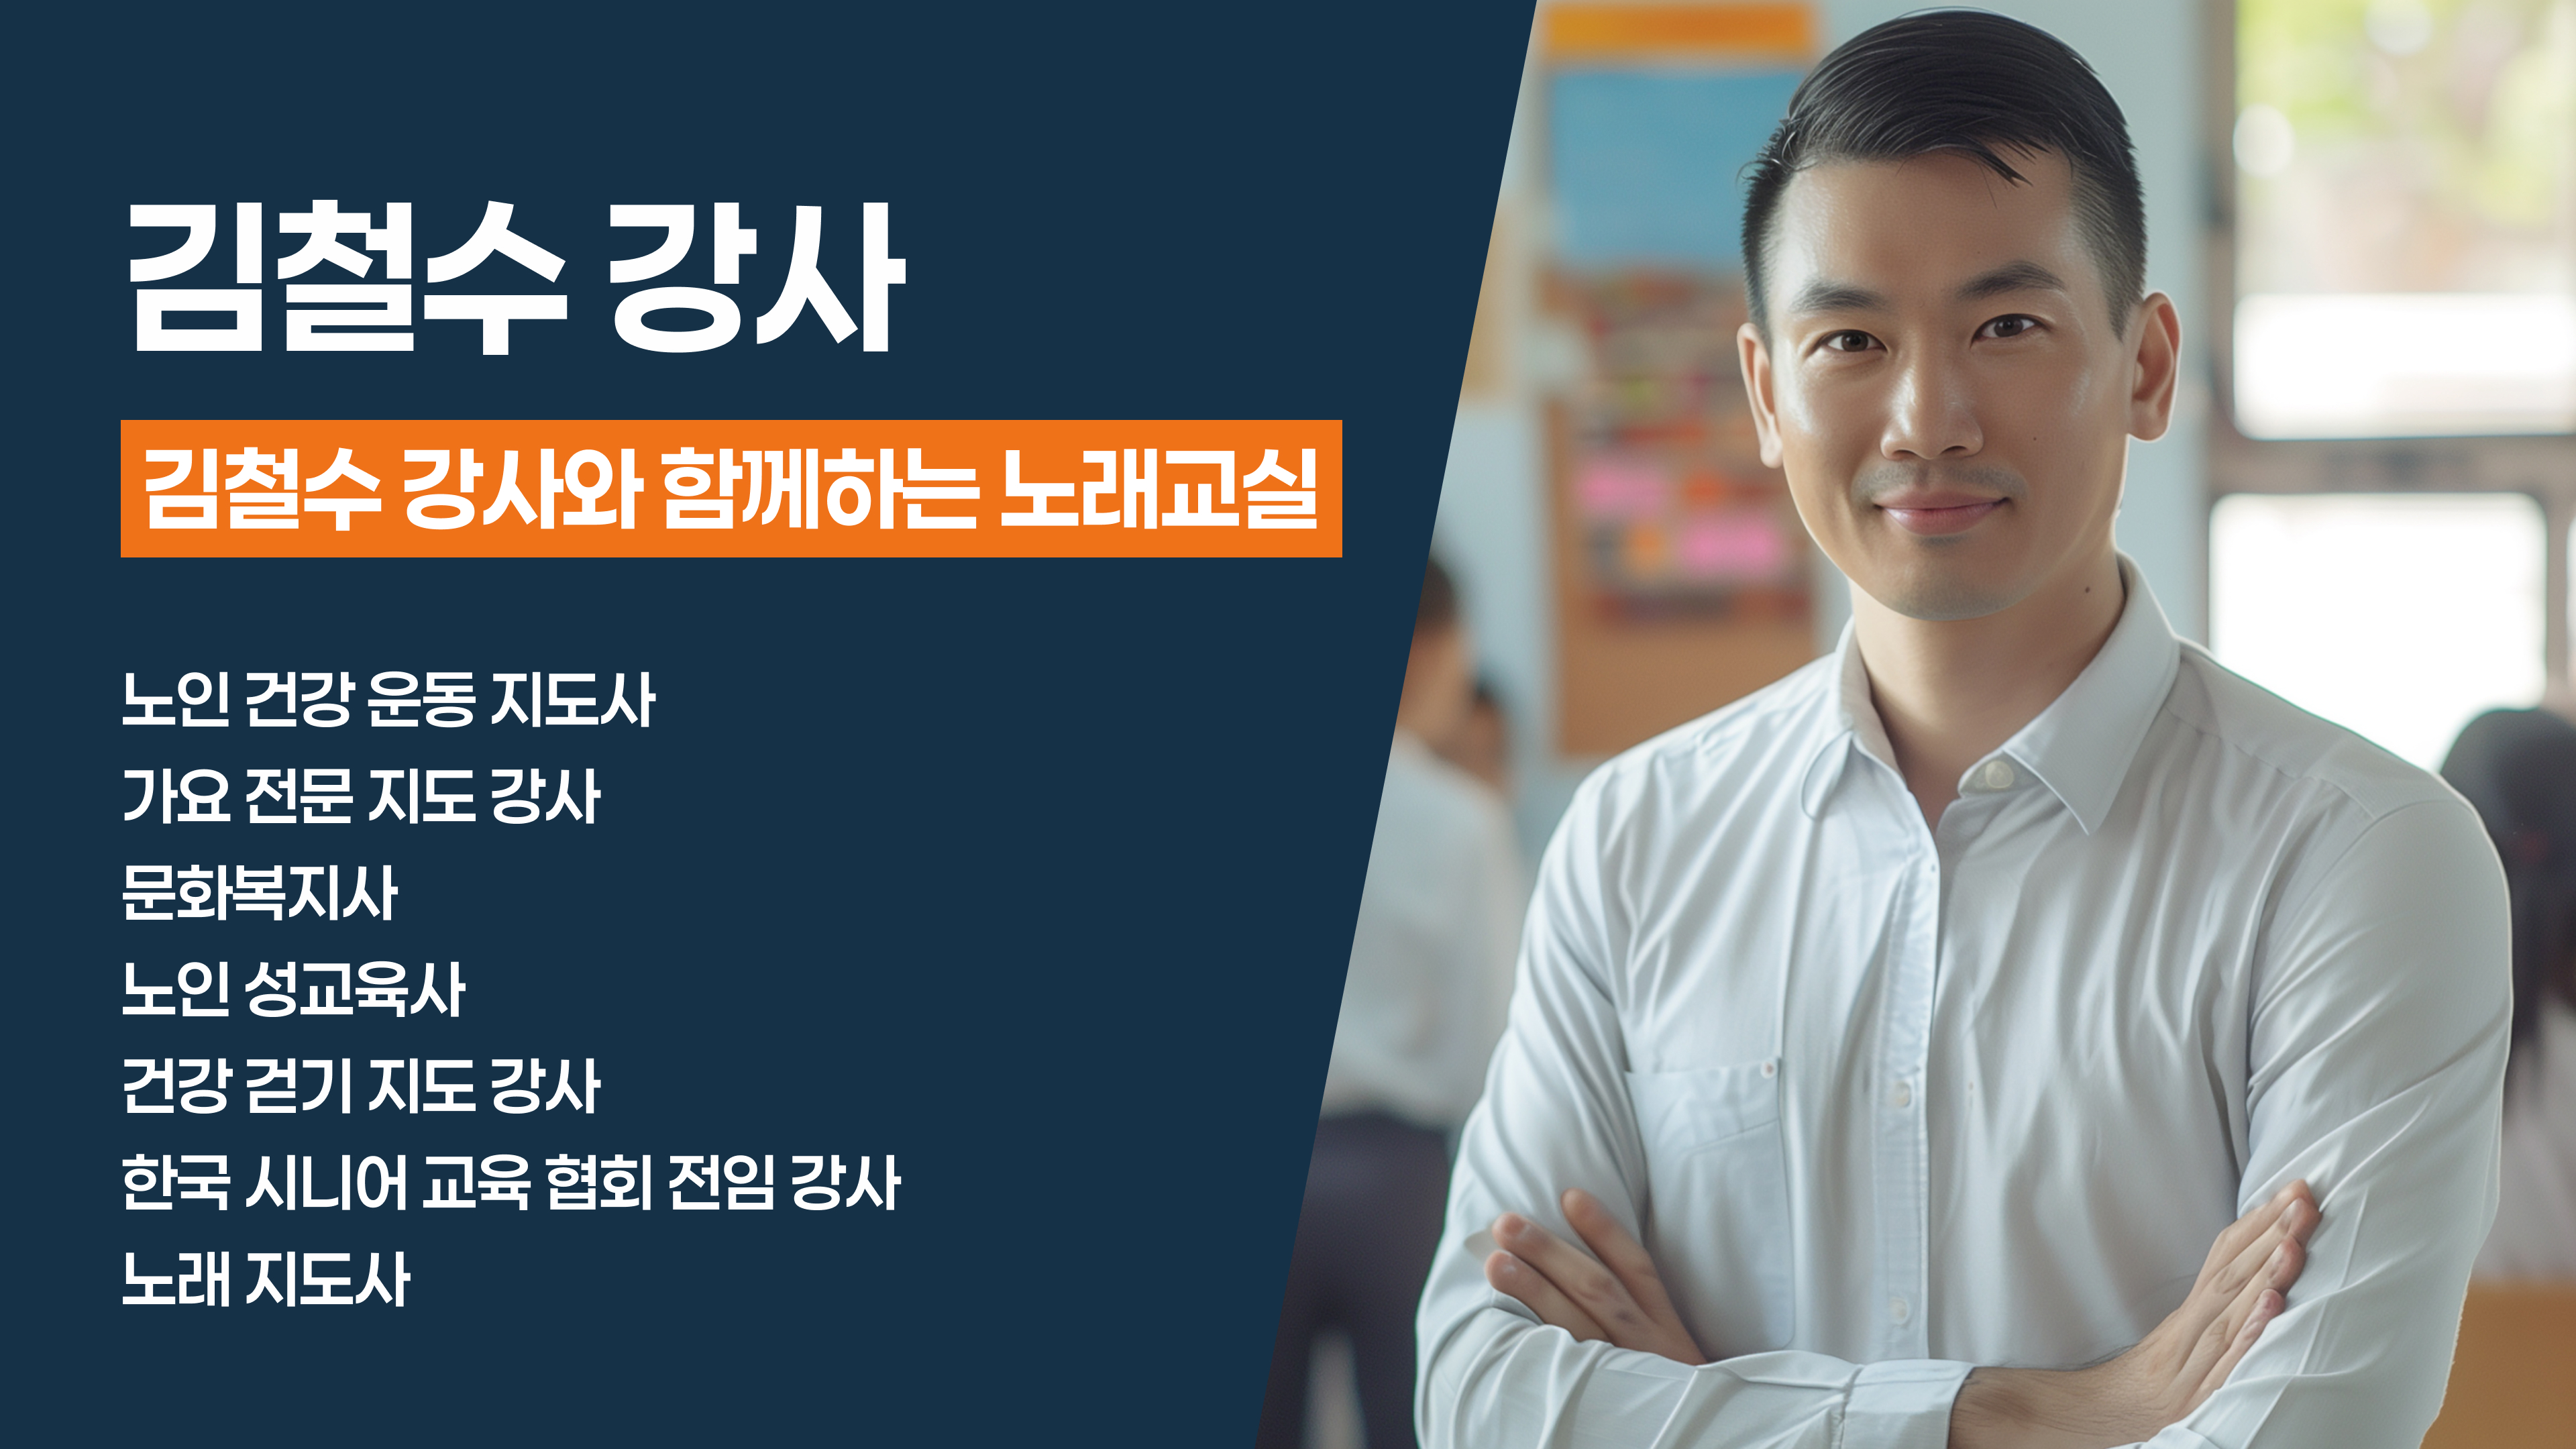 김철수 강사
김철수 강사와 함께하는 노래교실
노인 건강 운동 지도사
가요 전문 지도 강사
문화복지사
노인 성교육사
건강 걷기 지도 강사
한국 시니어 교육 협회 전임 강사
노래 지도사